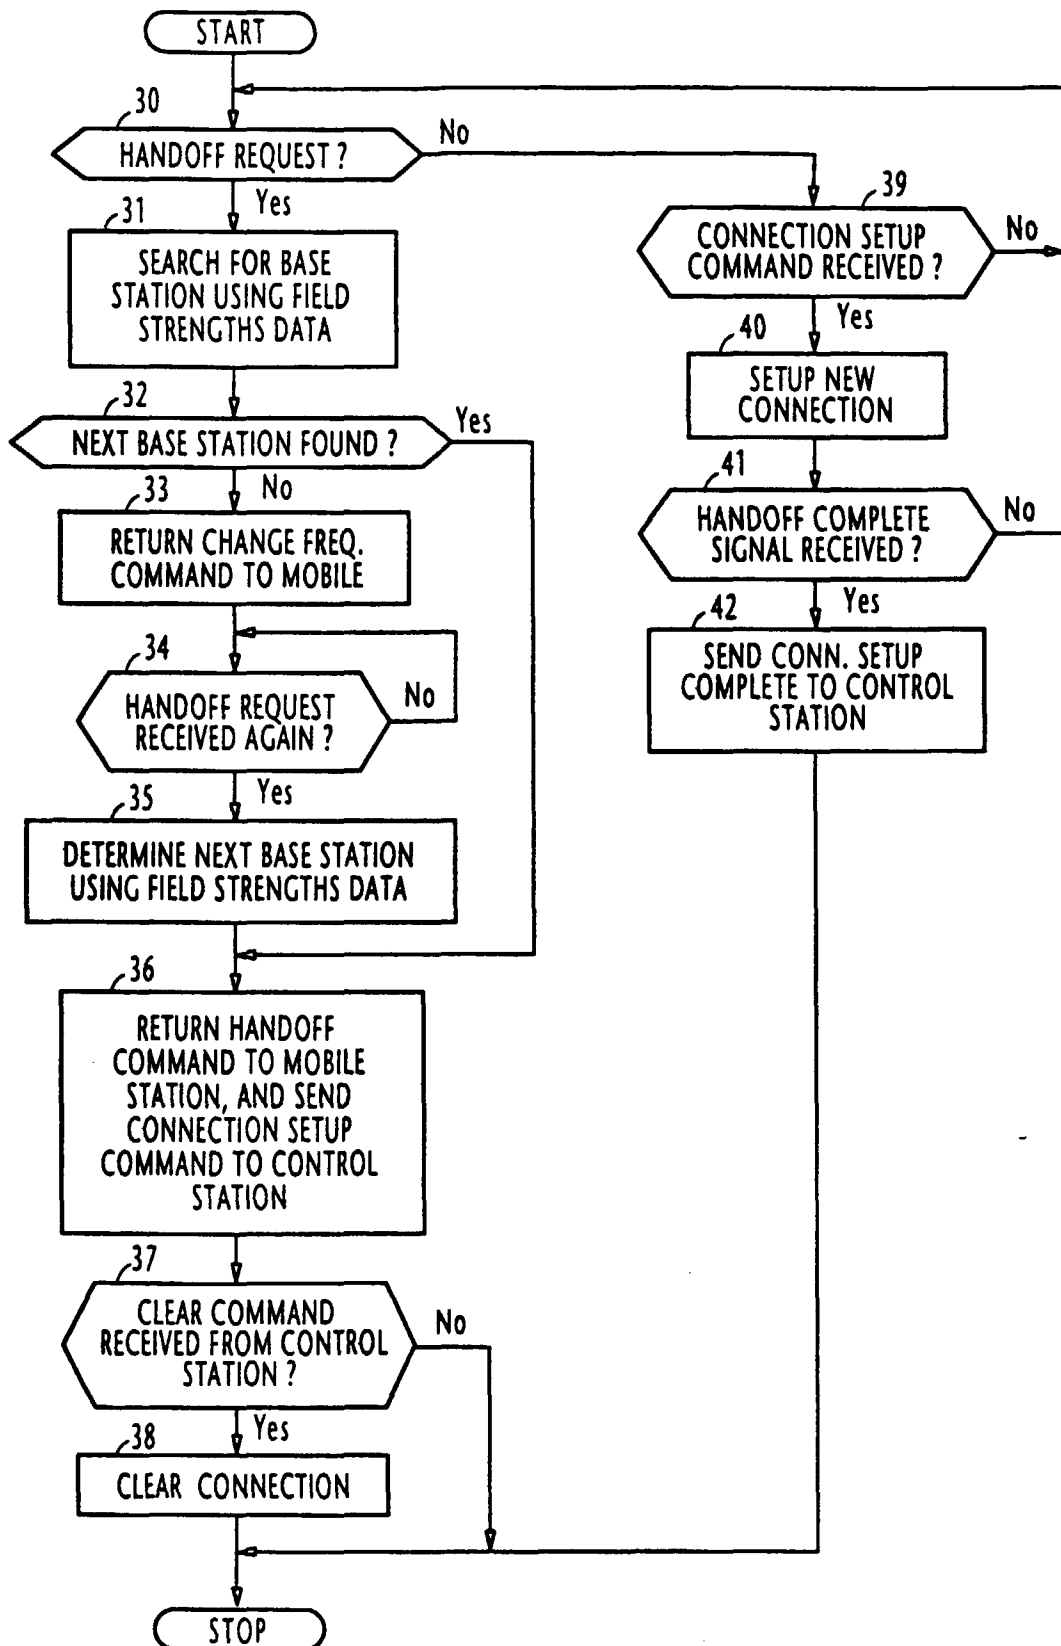 START
30
HANDOFF REQUEST ?
No
Yes
31
SEARCH FOR BASE
STATION USING FIELD
STRENGTHS DATA
32
NEXT BASE STATION FOUND ?
Yes
No
33
RETURN CHANGE FREQ.
COMMAND TO MOBILE
34
HANDOFF REQUEST
RECEIVED AGAIN ?
No
Yes
35
DETERMINE NEXT BASE STATION
USING FIELD STRENGTHS DATA
36
RETURN HANDOFF
COMMAND TO MOBILE
STATION, AND SEND
CONNECTION SETUP
COMMAND TO CONTROL
STATION
37
CLEAR COMMAND
RECEIVED FROM CONTROL
STATION ?
No
Yes
38
CLEAR CONNECTION
STOP
39
CONNECTION SETUP
COMMAND RECEIVED ?
No
Yes
40
SETUP NEW
CONNECTION
41
HANDOFF COMPLETE
SIGNAL RECEIVED ?
No
Yes
42
SEND CONN. SETUP
COMPLETE TO CONTROL
STATION